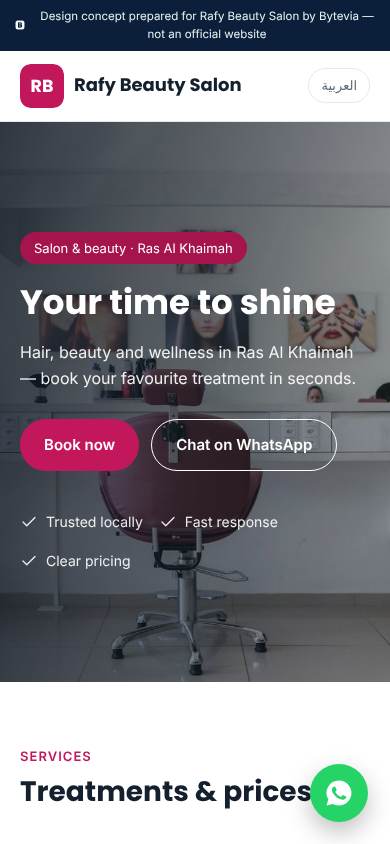 B
Design concept prepared for Rafy Beauty Salon by Bytevia —
not an official website
RB
Rafy Beauty Salon
العربية
Salon & beauty · Ras Al Khaimah
Your time to shine
Hair, beauty and wellness in Ras Al Khaimah
— book your favourite treatment in seconds.
Book now
Chat on WhatsApp
Trusted locally
Fast response
Clear pricing
SERVICES
Treatments & prices